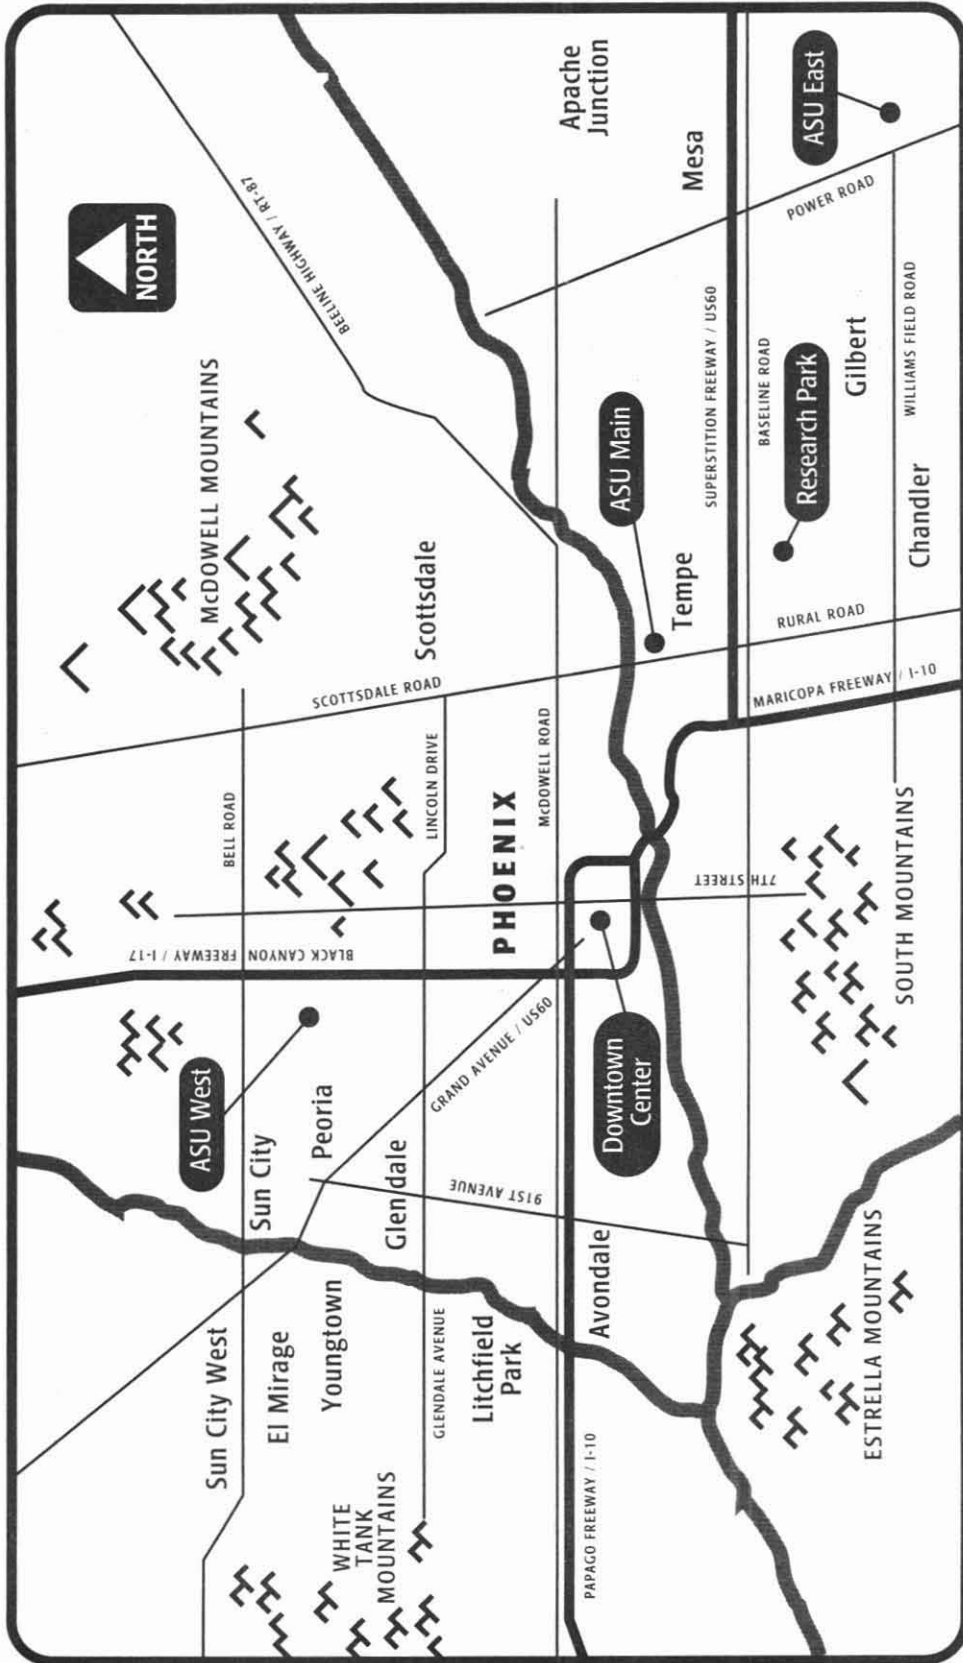 NORTH
BEELINE HIGHWAY / RT-87
McDOWELL MOUNTAINS
Apache
Junction
Mesa
ASU East
POWER ROAD
SUPERSTITION FREEWAY / US60
BASELINE ROAD
Research Park
Gilbert
WILLIAMS FIELD ROAD
ASU Main
Chandler
Scottsdale
Tempe
RURAL ROAD
SCOTTSDALE ROAD
MARICOPA FREEWAY / I-10
BELL ROAD
LINCOLN DRIVE
McDOWELL ROAD
PHOENIX
7TH STREET
SOUTH MOUNTAINS
BLACK CANYON FREEWAY / I-17
GRAND AVENUE / US60
Downtown
Center
ASU West
Peoria
Sun City
Glendale
91ST AVENUE
Avondale
Sun City West
El Mirage
Youngtown
GLENDALE AVENUE
Litchfield
Park
ESTRELLA MOUNTAINS
WHITE
TANK
MOUNTAINS
PAPAGO FREEWAY / I-10